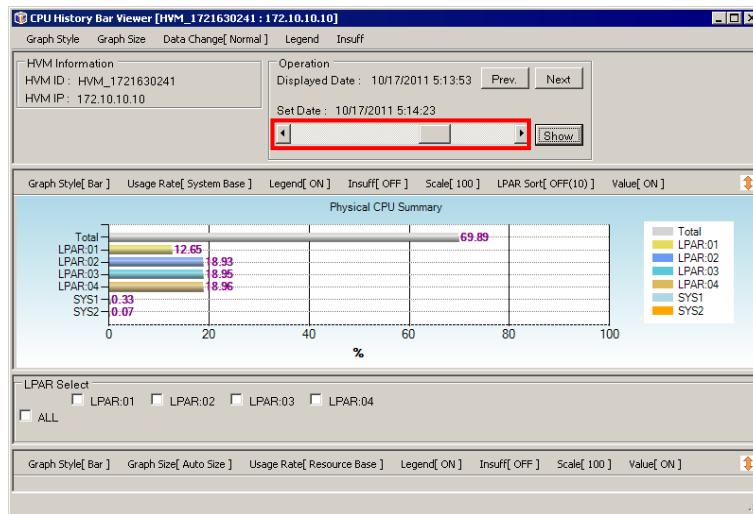 CPU History Bar Viewer [HVM_1721630241 : 172.10.10.10]
Graph Style Graph Size Data Change[ Normal ] Legend Insuff
HVM Information
HVM ID : HVM_1721630241
HVM IP : 172.10.10.10
Operation
Displayed Date : 10/17/2011 5:13:53 Prev. Next
Set Date : 10/17/2011 5:14:23
Show
Graph Style[ Bar ] Usage Rate[ System Base ] Legend[ ON ] Insuff[ OFF ] Scale[ 100 ] LPAR Sort[ OFF(10) ] Value[ ON ]
Physical CPU Summary
Total 69.89
LPAR:01 12.65
LPAR:02 18.93
LPAR:03 18.95
LPAR:04 18.96
SYS1 0.33
SYS2 0.07
0 20 40 60 80 100
%
Total
LPAR:01
LPAR:02
LPAR:03
LPAR:04
SYS1
SYS2
LPAR Select
LPAR:01 LPAR:02 LPAR:03 LPAR:04
ALL
Graph Style[ Bar ] Graph Size[ Auto Size ] Usage Rate[ Resource Base ] Legend[ ON ] Insuff[ OFF ] Scale[ 100 ] Value[ ON ]